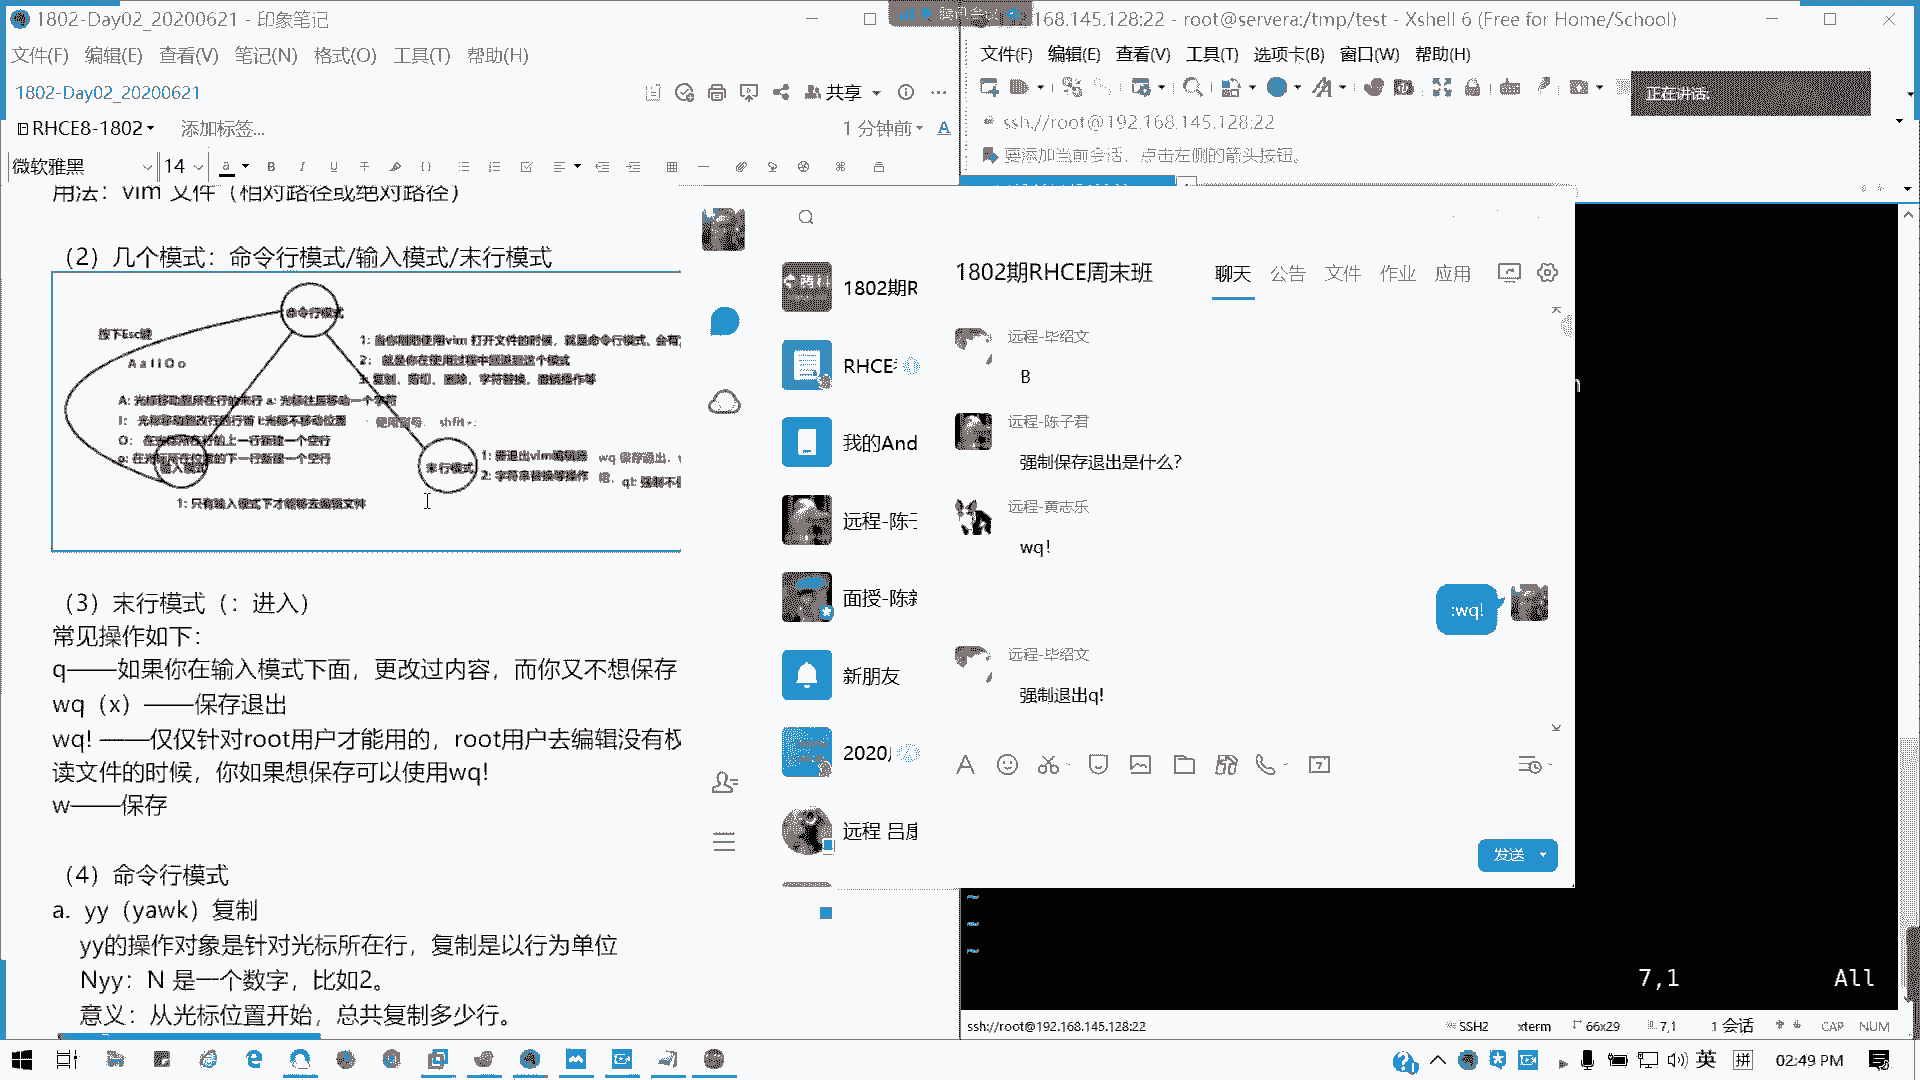 1802-Day02_20200621 - 印象笔记
文件(F) 编辑(E) 查看(V) 笔记(N) 格式(O) 工具(T) 帮助(H)
1802-Day02_20200621
共享
RHCE8-1802
添加标签...
1 分钟前
微软雅黑
14
用法：vim 文件（相对路径或绝对路径）
（2）几个模式：命令行模式/输入模式/末行模式
命令行模式
按下Esc键
A a I i O o
1: 当你刚刚使用vim 打开文件的时候，就是命令行模式、会有
2： 就是你在使用过程中回退到这个模式
3. 复制、剪切、删除、字符替换、撤销操作等
A: 光标移动到所在行的末行 a: 光标往后移动一个字符
I： 光标移动到改行的行首 i:光标不移动位置
使用冒号， shfit+:
O： 在光标所在行的上一行新建一个空行
o: 在光标所在位置的下一行新建一个空行
输入模式
末行模式
1: 要退出vim编辑器 wq 保存退出，
2: 字符串替换等操作
q!: 强制不
1: 只有输入模式下才能够去编辑文件
（3）末行模式（：进入）
常见操作如下：
q——如果你在输入模式下面，更改过内容，而你又不想保存
wq（x）——保存退出
wq! ——仅仅针对root用户才能用的，root用户去编辑没有权
读文件的时候，你如果想保存可以使用wq!
w——保存
（4）命令行模式
a. yy（yawk）复制
yy的操作对象是针对光标所在行，复制是以行为单位
Nyy：N 是一个数字，比如2。
意义：从光标位置开始，总共复制多少行。
168.145.128:22 - root@servera:/tmp/test - Xshell 6 (Free for Home/School)
文件(F) 编辑(E) 查看(V) 工具(T) 选项卡(B) 窗口(W) 帮助(H)
正在讲话:
ssh://root@192.168.145.128:22
要添加当前会话，点击左侧的箭头按钮。
1802期R
RHCE
我的And
远程-陈子
面授-陈新
新朋友
2020
远程 吕康
1802期RHCE周末班
聊天 公告 文件 作业 应用
远程-毕绍文
B
远程-陈子君
强制保存退出是什么？
远程-黄志乐
wq!
:wq!
远程-毕绍文
强制退出q!
发送
~
~
~
7,1 All
ssh://root@192.168.145.128:22 SSH2 xterm 66x29 7,1 1 会话 CAP NUM
英 拼 02:49 PM